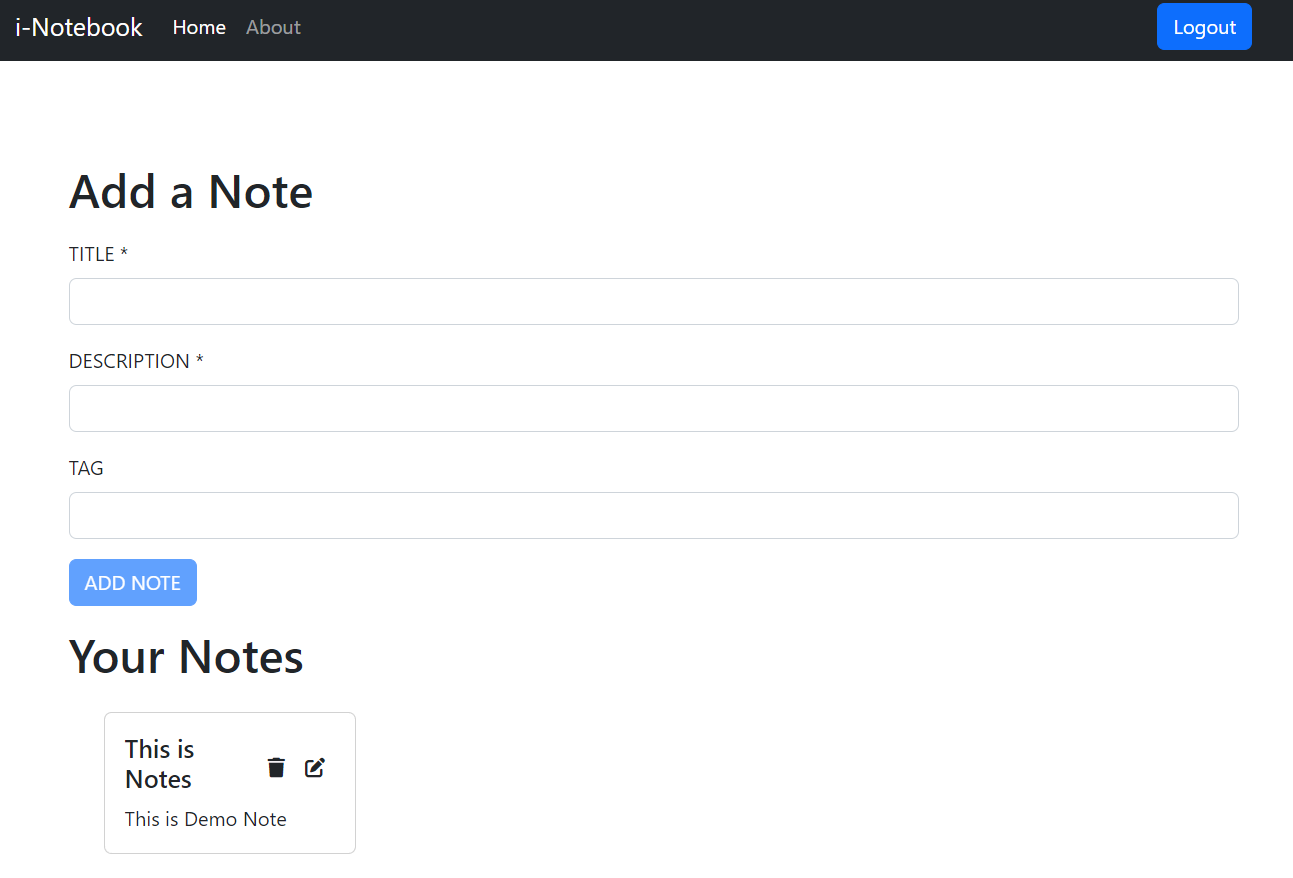 i-Notebook Home About Logout
Add a Note
TITLE *
DESCRIPTION *
TAG
ADD NOTE
Your Notes
This is
Notes
This is Demo Note